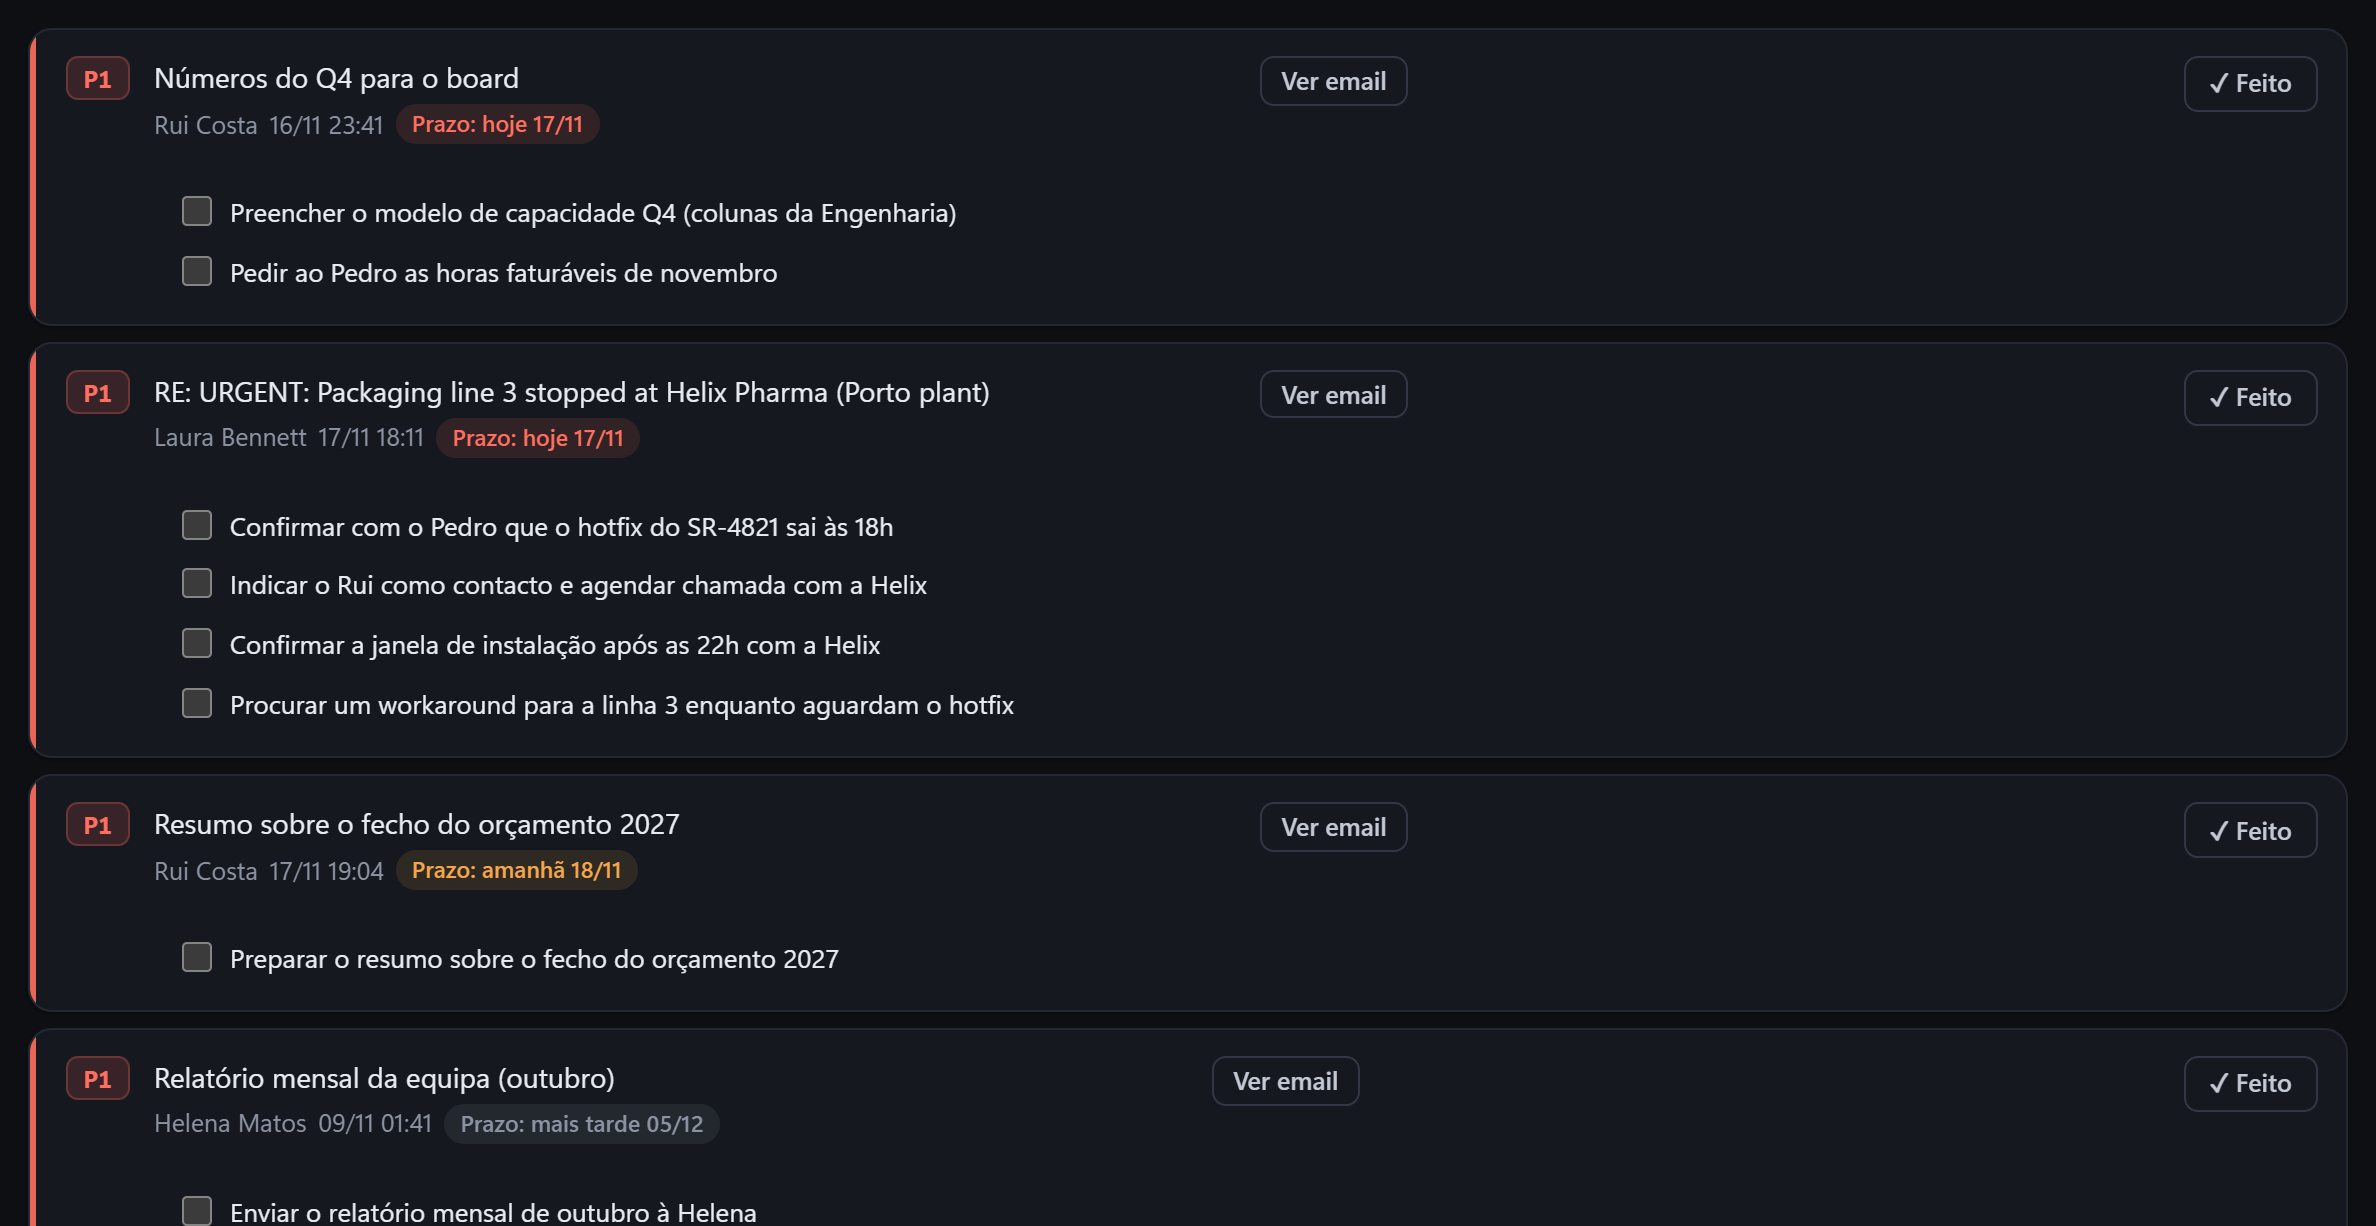 P1 Números do Q4 para o board Ver email ✓ Feito
Rui Costa 16/11 23:41 Prazo: hoje 17/11
Preencher o modelo de capacidade Q4 (colunas da Engenharia)
Pedir ao Pedro as horas faturáveis de novembro
P1 RE: URGENT: Packaging line 3 stopped at Helix Pharma (Porto plant) Ver email ✓ Feito
Laura Bennett 17/11 18:11 Prazo: hoje 17/11
Confirmar com o Pedro que o hotfix do SR-4821 sai às 18h
Indicar o Rui como contacto e agendar chamada com a Helix
Confirmar a janela de instalação após as 22h com a Helix
Procurar um workaround para a linha 3 enquanto aguardam o hotfix
P1 Resumo sobre o fecho do orçamento 2027 Ver email ✓ Feito
Rui Costa 17/11 19:04 Prazo: amanhã 18/11
Preparar o resumo sobre o fecho do orçamento 2027
P1 Relatório mensal da equipa (outubro) Ver email ✓ Feito
Helena Matos 09/11 01:41 Prazo: mais tarde 05/12
Enviar o relatório mensal de outubro à Helena